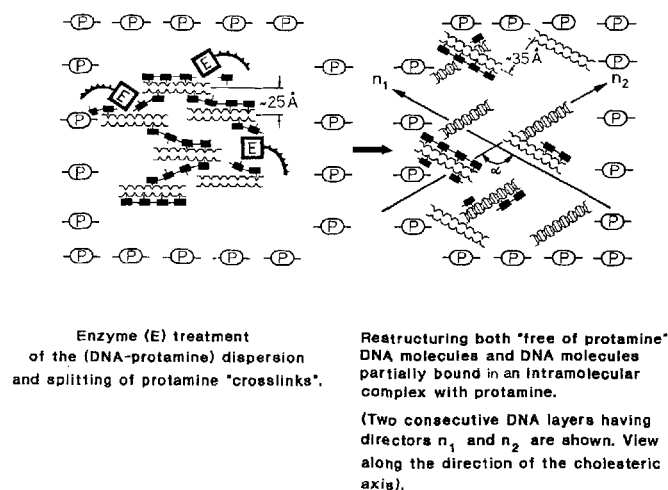 P P P P P P P P P
E ~35Å P
P P
n1 n2
E ~25Å
P P P P
E α
P P P P
P P P P
P P P P P P P P P
Enzyme (E) treatment
of the (DNA-protamine) dispersion
and splitting of protamine "crosslinks".
Restructuring both "free of protamine"
DNA molecules and DNA molecules
partially bound in an intramolecular
complex with protamine.
(Two consecutive DNA layers having
directors n1 and n2 are shown. View
along the direction of the cholesteric
axis).